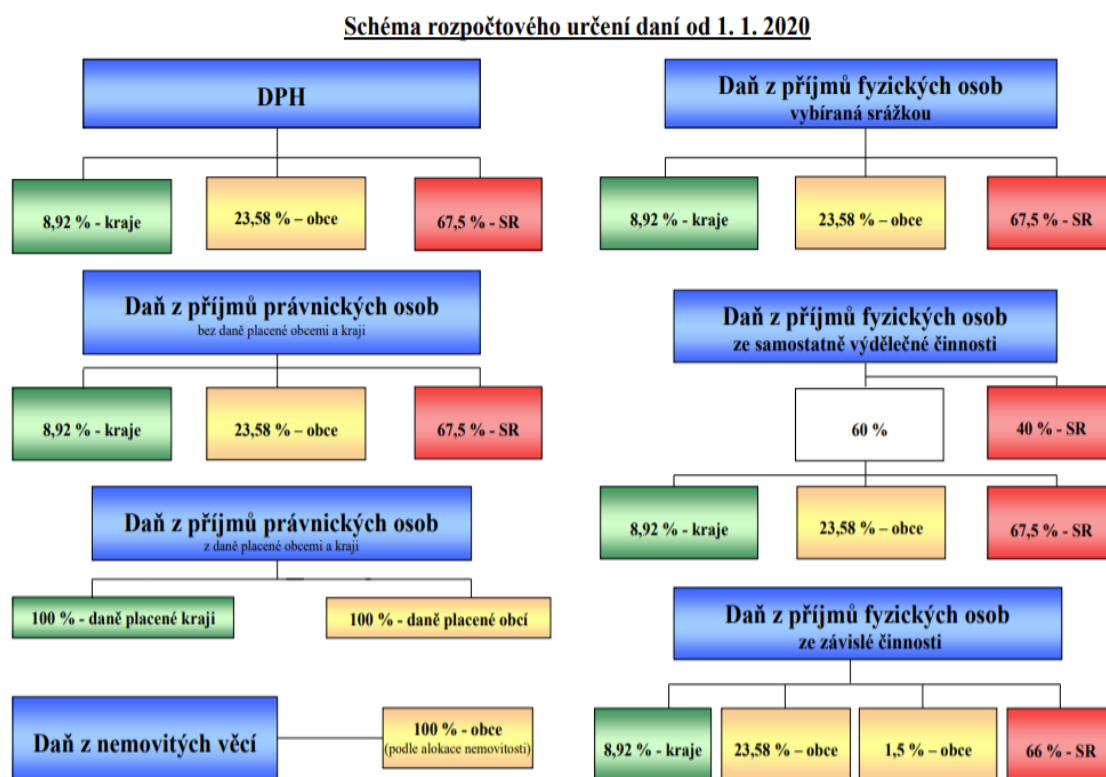 Schéma rozpočtového určení daní od 1. 1. 2020
DPH
8,92 % - kraje
23,58 % – obce
67,5 % - SR
Daň z příjmů právnických osob
bez daně placené obcemi a kraji
8,92 % - kraje
23,58 % – obce
67,5 % - SR
Daň z příjmů právnických osob
z daně placené obcemi a kraji
100 % - daně placené kraji
100 % - daně placené obcí
Daň z nemovitých věcí
100 % - obce
(podle alokace nemovitosti)
Daň z příjmů fyzických osob
vybíraná srážkou
8,92 % - kraje
23,58 % – obce
67,5 % - SR
Daň z příjmů fyzických osob
ze samostatně výdělečné činnosti
60 %
40 % - SR
8,92 % - kraje
23,58 % – obce
67,5 % - SR
Daň z příjmů fyzických osob
ze závislé činnosti
8,92 % - kraje
23,58 % – obce
1,5 % – obce
66 % - SR